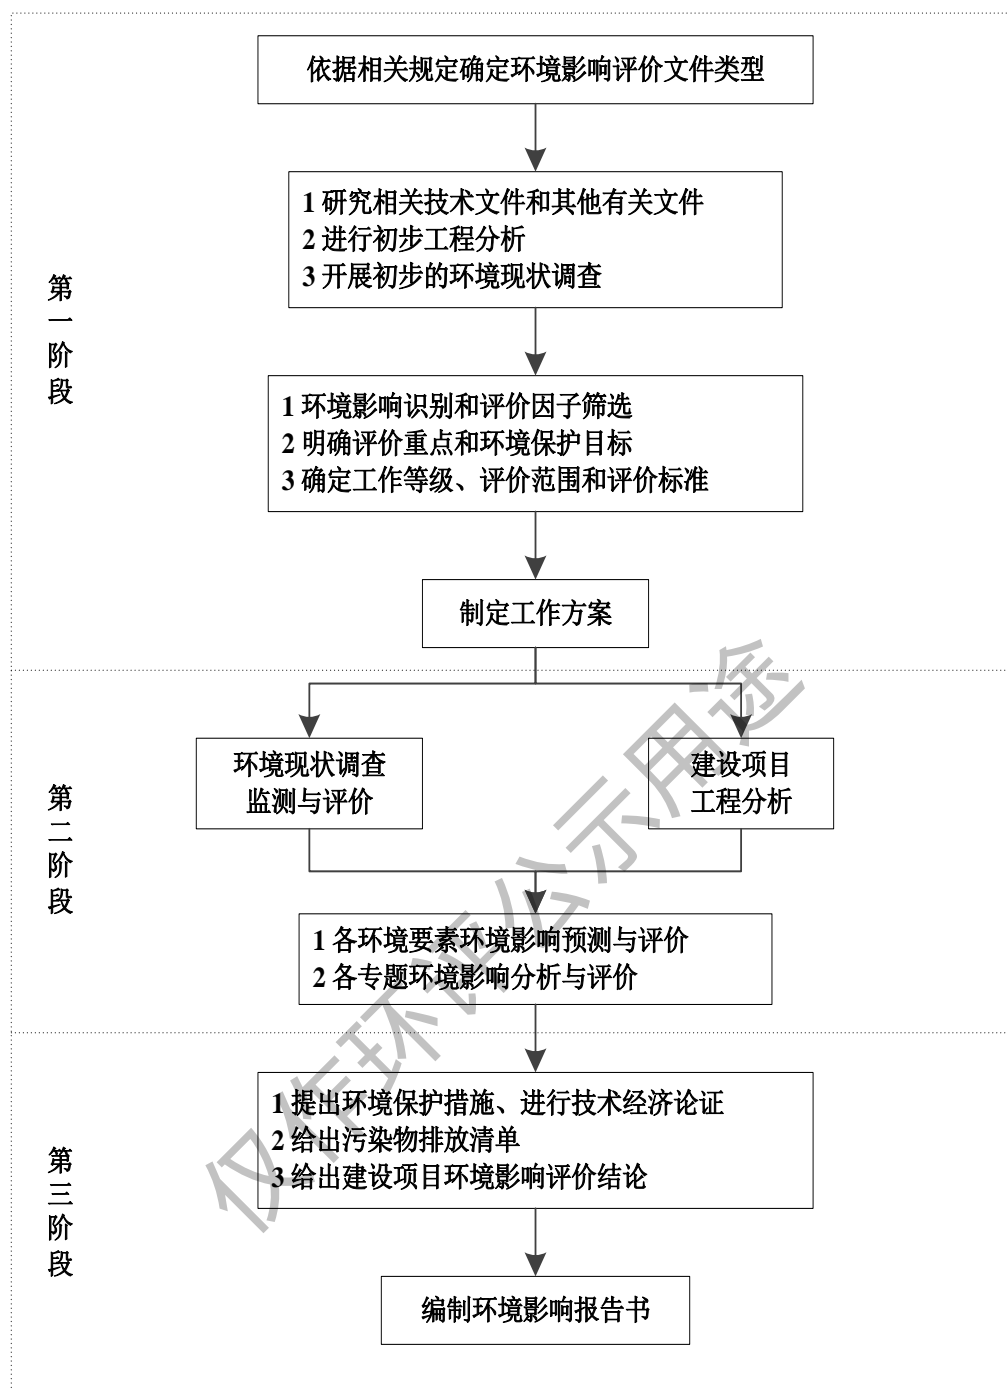 依据相关规定确定环境影响评价文件类型
1 研究相关技术文件和其他有关文件
2 进行初步工程分析
3 开展初步的环境现状调查
第一阶段
1 环境影响识别和评价因子筛选
2 明确评价重点和环境保护目标
3 确定工作等级、评价范围和评价标准
制定工作方案
环境现状调查
监测与评价
建设项目
工程分析
第二阶段
1 各环境要素环境影响预测与评价
2 各专题环境影响分析与评价
1 提出环境保护措施、进行技术经济论证
2 给出污染物排放清单
3 给出建设项目环境影响评价结论
第三阶段
编制环境影响报告书
仅作环评公示用途